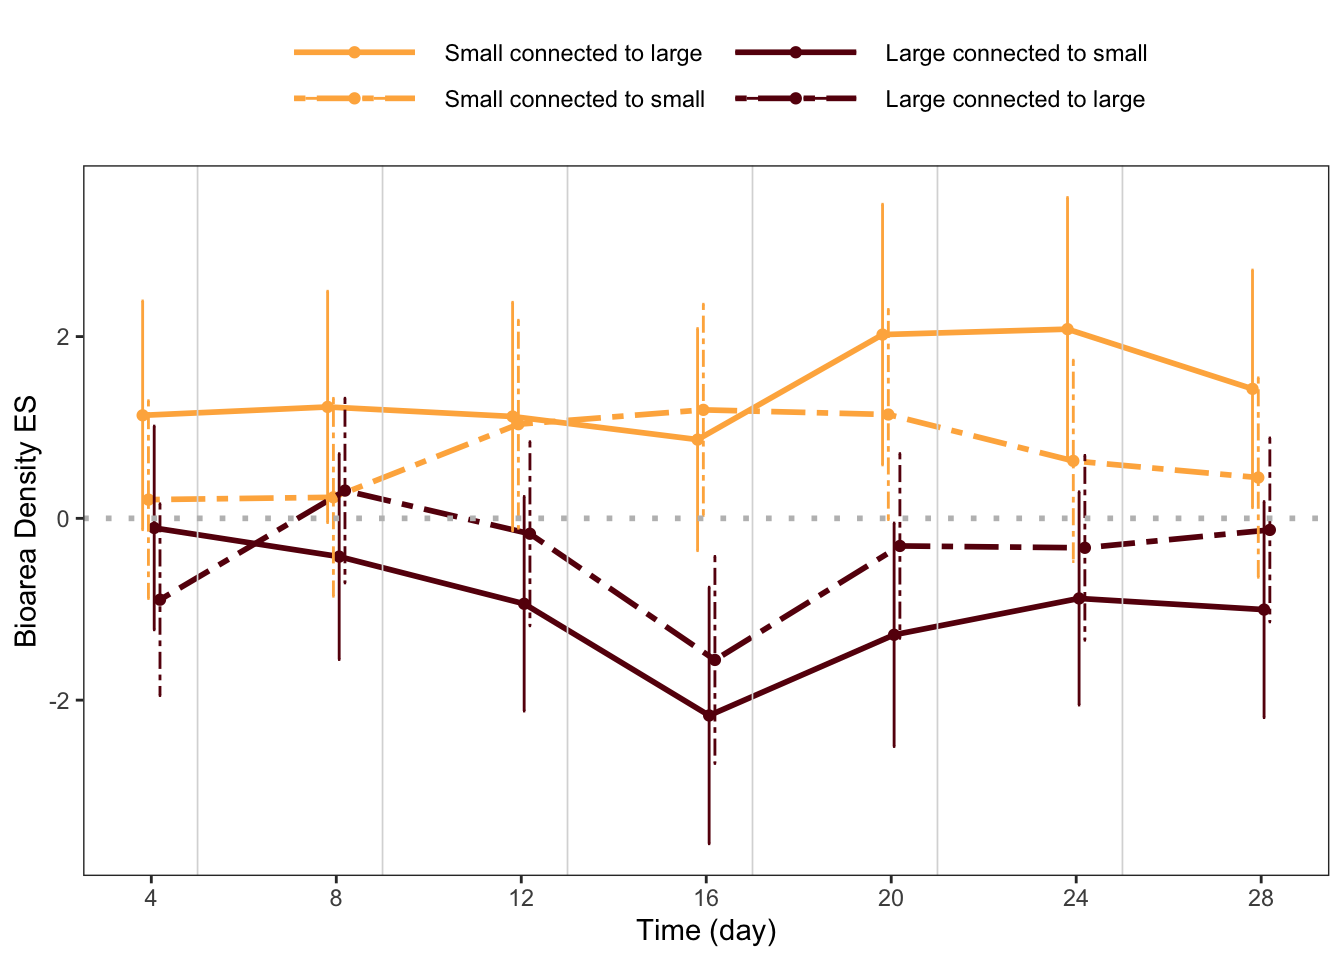 Small connected to large
Large connected to small
Small connected to small
Large connected to large
Bioarea Density ES
2
0
-2
4 8 12 16 20 24 28
Time (day)